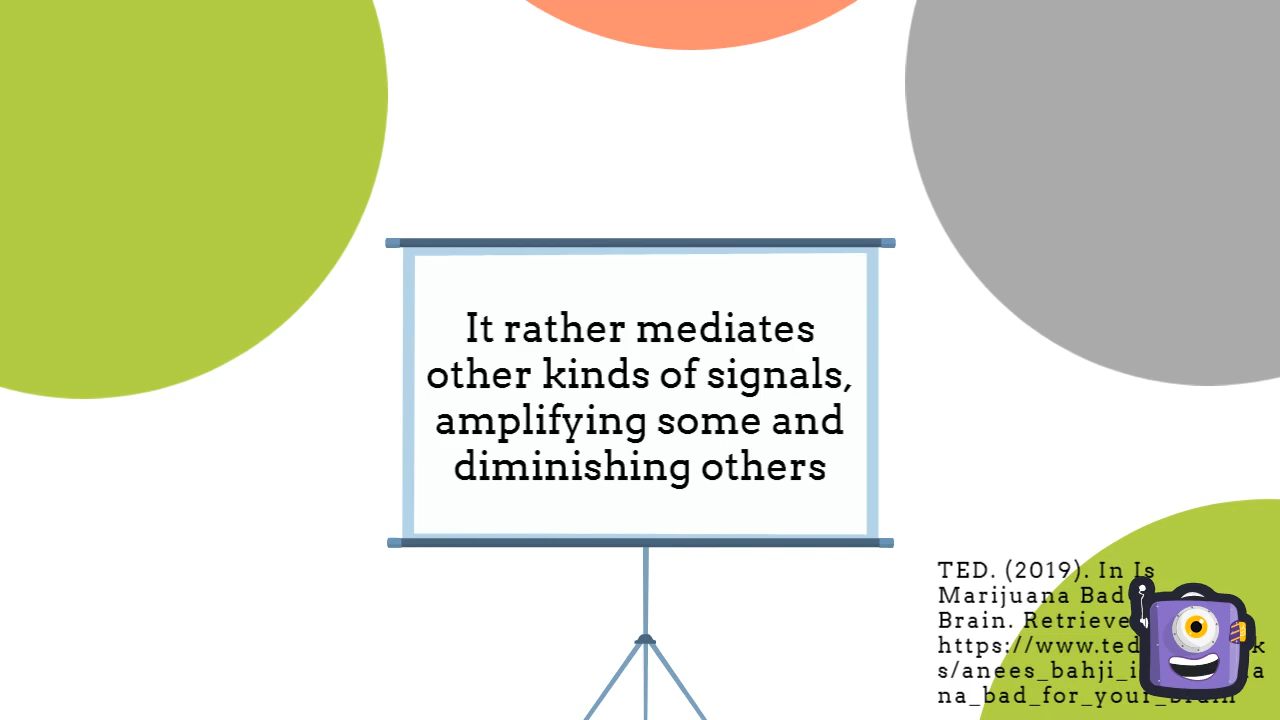 It rather mediates
other kinds of signals,
amplifying some and
diminishing others
TED. (2019). In Is
Marijuana Bad
Brain.
https://www.ted
s/anees_bahji_i
na_bad_for_your_brain